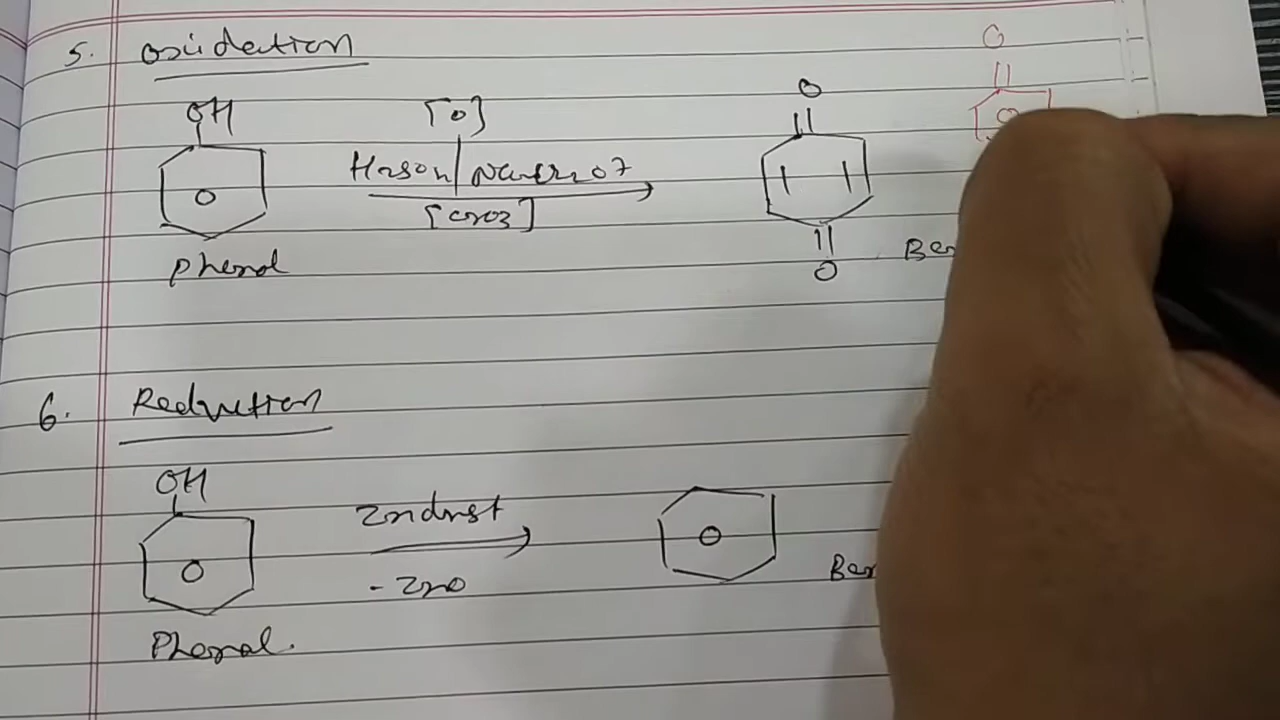 5. Oxidation
O
OH
[O]
O
H2SO4 / Na2Cr2O7
[CrO3]
Phenol
O
Ben
6. Reduction
OH
Zn dust
- ZnO
Ben
Phenol.